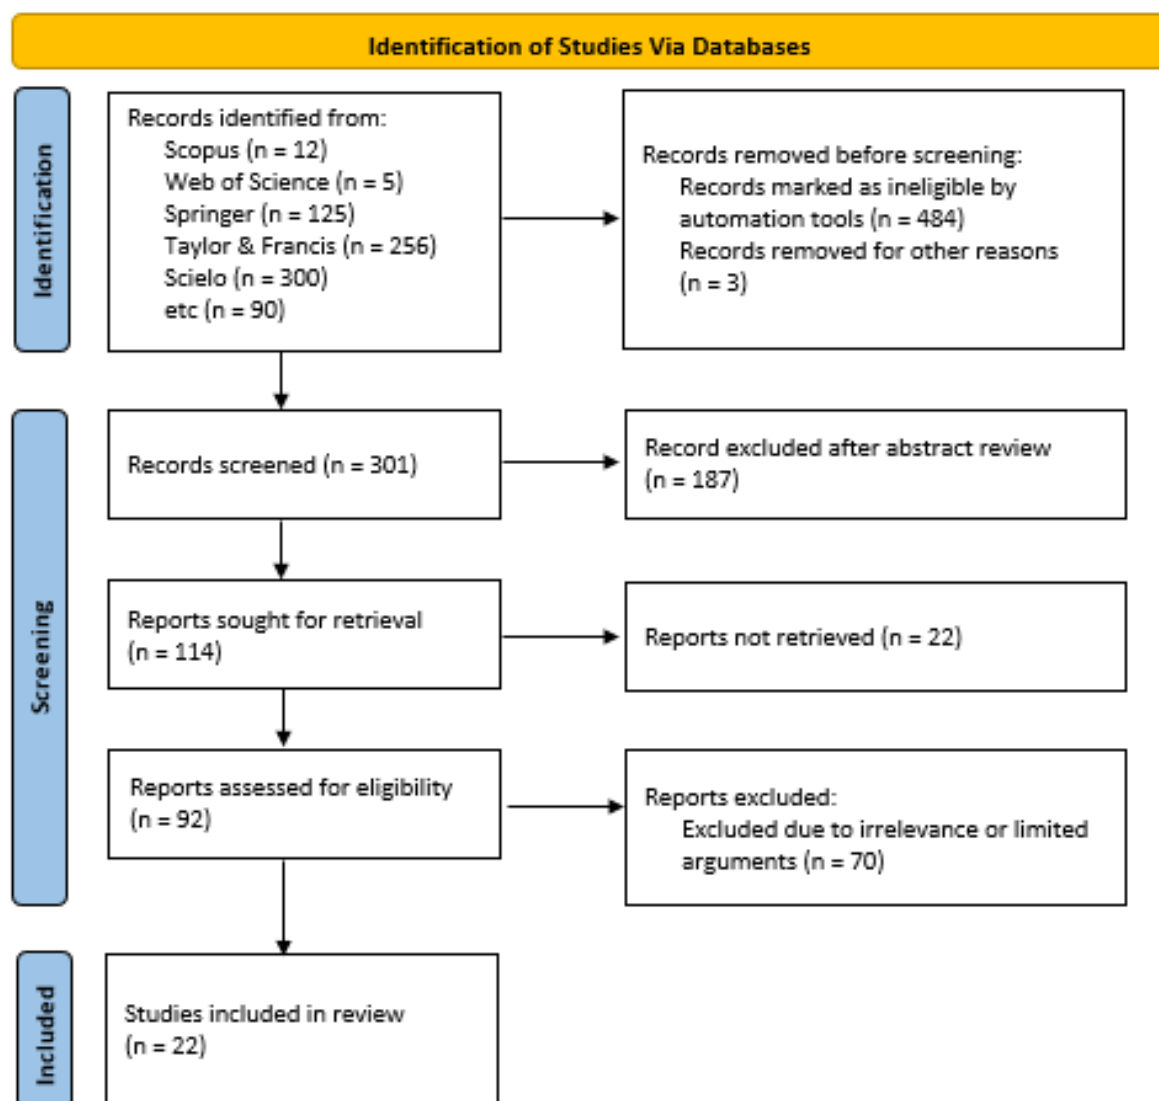 Identification of Studies Via Databases
Identification
Records identified from:
Scopus (n = 12)
Web of Science (n = 5)
Springer (n = 125)
Taylor & Francis (n = 256)
Scielo (n = 300)
etc (n = 90)
Records removed before screening:
Records marked as ineligible by
automation tools (n = 484)
Records removed for other reasons
(n = 3)
Screening
Records screened (n = 301)
Record excluded after abstract review
(n = 187)
Reports sought for retrieval
(n = 114)
Reports not retrieved (n = 22)
Reports assessed for eligibility
(n = 92)
Reports excluded:
Excluded due to irrelevance or limited
arguments (n = 70)
Included
Studies included in review
(n = 22)